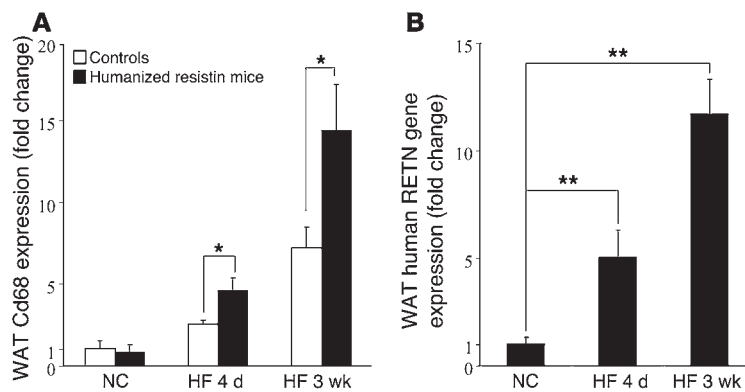 A
WAT Cd68 expression (fold change)
20
15
10
5
1
0
Controls
Humanized resistin mice
*
*
NC
HF 4 d
HF 3 wk
B
WAT human RETN gene
expression (fold change)
15
10
5
1
0
**
**
NC
HF 4 d
HF 3 wk